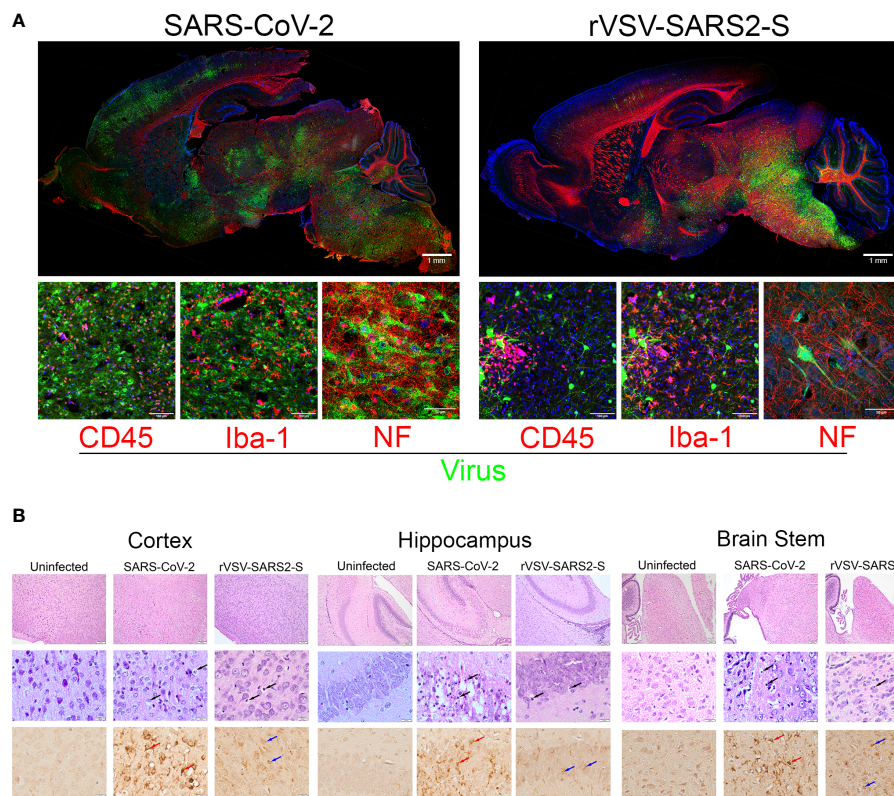 A
SARS-CoV-2
rVSV-SARS2-S
1 mm
1 mm
CD45
Iba-1
NF
CD45
Iba-1
NF
Virus
B
Cortex
Hippocampus
Brain Stem
Uninfected
SARS-CoV-2
rVSV-SARS2-S
Uninfected
SARS-CoV-2
rVSV-SARS2-S
Uninfected
SARS-CoV-2
rVSV-SARS